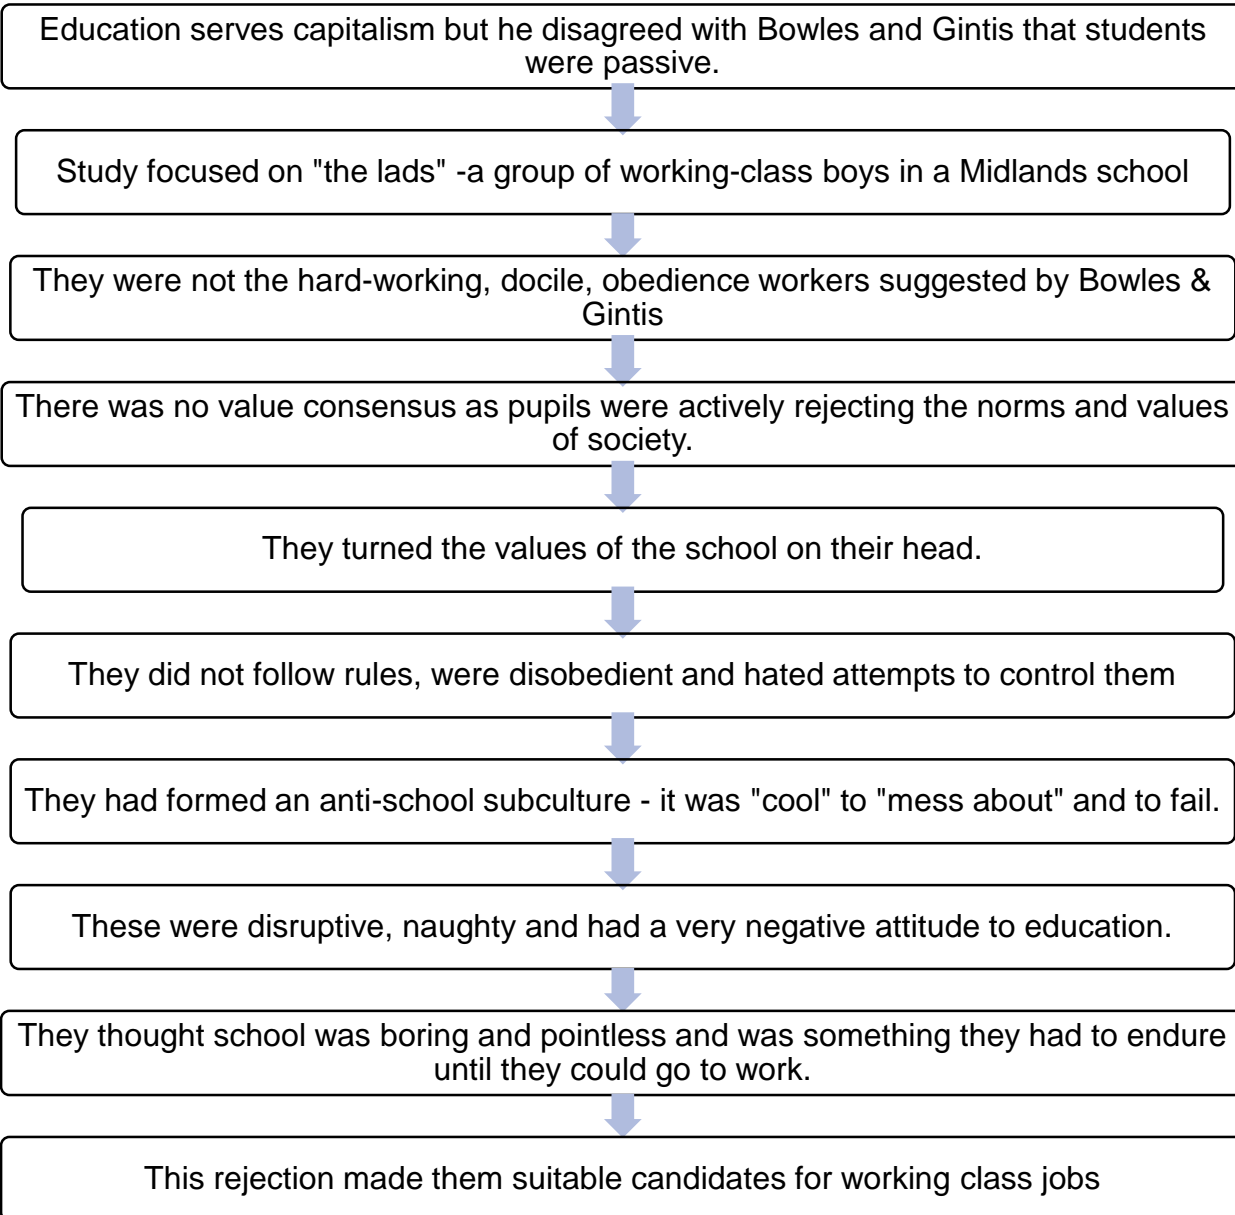 Education serves capitalism but he disagreed with Bowles and Gintis that students
were passive.
Study focused on "the lads" -a group of working-class boys in a Midlands school
They were not the hard-working, docile, obedience workers suggested by Bowles &
Gintis
There was no value consensus as pupils were actively rejecting the norms and values
of society.
They turned the values of the school on their head.
They did not follow rules, were disobedient and hated attempts to control them
They had formed an anti-school subculture - it was "cool" to "mess about" and to fail.
These were disruptive, naughty and had a very negative attitude to education.
They thought school was boring and pointless and was something they had to endure
until they could go to work.
This rejection made them suitable candidates for working class jobs